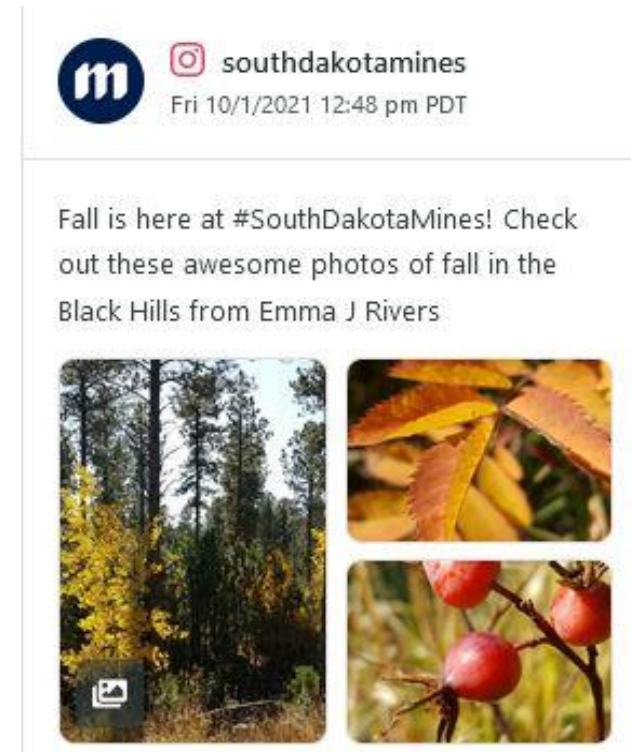 m
southdakotamines
Fri 10/1/2021 12:48 pm PDT
Fall is here at #SouthDakotaMines! Check
out these awesome photos of fall in the
Black Hills from Emma J Rivers